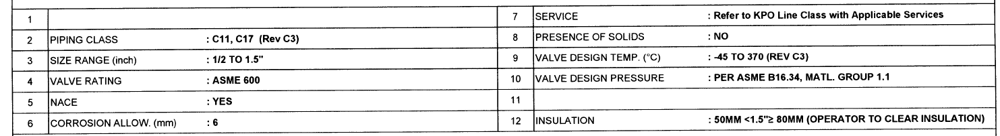 1
2 PIPING CLASS : C11, C17 (Rev C3)
3 SIZE RANGE (inch) : 1/2 TO 1.5"
4 VALVE RATING : ASME 600
5 NACE : YES
6 CORROSION ALLOW. (mm) : 6
7 SERVICE : Refer to KPO Line Class with Applicable Services
8 PRESENCE OF SOLIDS : NO
9 VALVE DESIGN TEMP. (°C) : -45 TO 370 (REV C3)
10 VALVE DESIGN PRESSURE : PER ASME B16.34, MATL. GROUP 1.1
11
12 INSULATION : 50MM <1.5"≥ 80MM (OPERATOR TO CLEAR INSULATION)